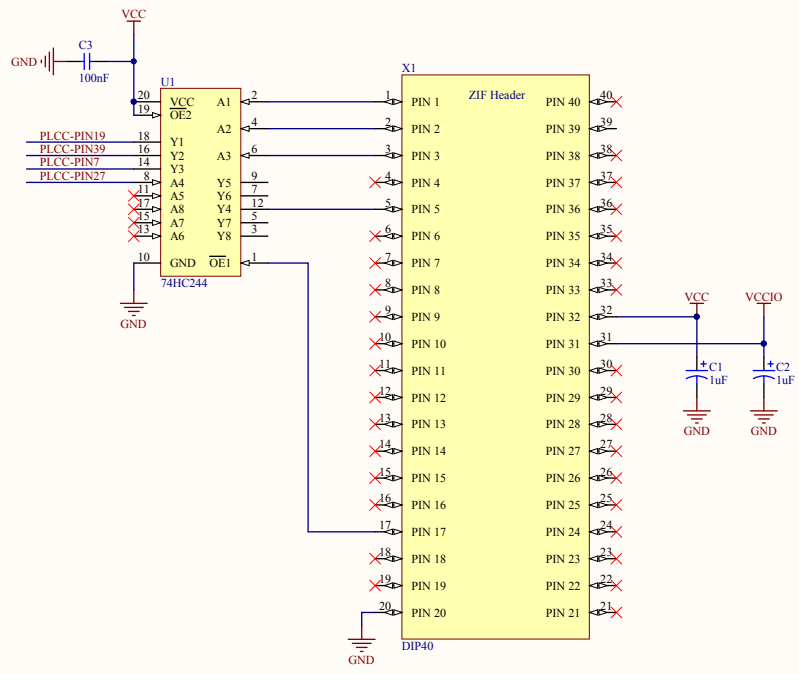 VCC
C3
GND
100nF
U1
20 VCC A1 2
19 OE2
A2 4
PLCC-PIN19 18 Y1
PLCC-PIN39 16 Y2 A3 6
PLCC-PIN7 14 Y3
PLCC-PIN27 8 A4 Y5 9
11 A5 Y6 7
17 A8 Y4 12
15 A7 Y7 5
13 A6 Y8 3
10 GND OE1 1
74HC244
GND
X1
ZIF Header
1 PIN 1 PIN 40 40
2 PIN 2 PIN 39 39
3 PIN 3 PIN 38 38
4 PIN 4 PIN 37 37
5 PIN 5 PIN 36 36
6 PIN 6 PIN 35 35
7 PIN 7 PIN 34 34
8 PIN 8 PIN 33 33
9 PIN 9 PIN 32 32
10 PIN 10 PIN 31 31
11 PIN 11 PIN 30 30
12 PIN 12 PIN 29 29
13 PIN 13 PIN 28 28
14 PIN 14 PIN 27 27
15 PIN 15 PIN 26 26
16 PIN 16 PIN 25 25
17 PIN 17 PIN 24 24
18 PIN 18 PIN 23 23
19 PIN 19 PIN 22 22
20 PIN 20 PIN 21 21
DIP40
GND
VCC VCCIO
+ C1 + C2
1uF 1uF
GND GND